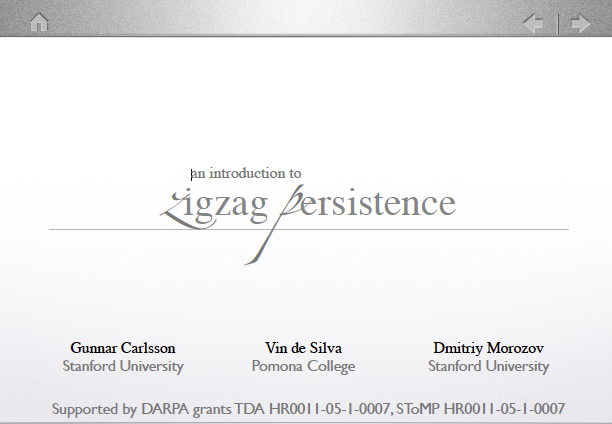 an introduction to
zigzag persistence
Gunnar Carlsson Vin de Silva Dmitriy Morozov
Stanford University Pomona College Stanford University
Supported by DARPA grants TDA HR0011-05-1-0007, SToMP HR0011-05-1-0007